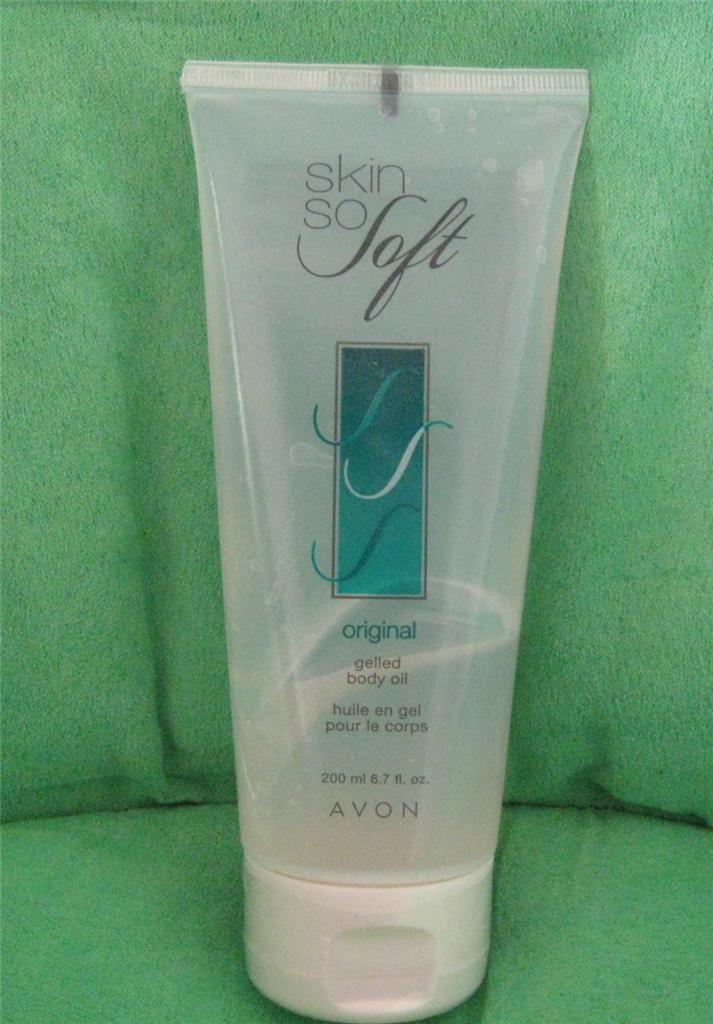 skin
so
Soft
original
gelled
body oil
huile en gel
pour le corps
200 ml 6.7 fl. oz.
AVON